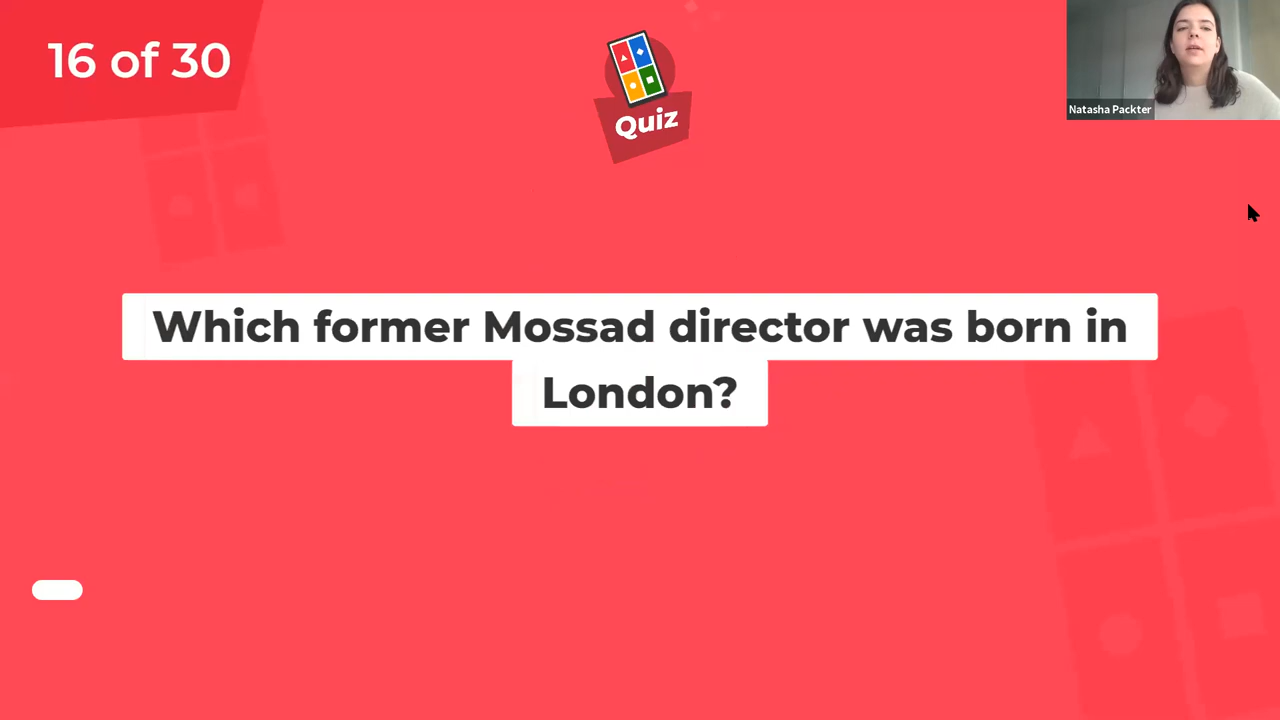 16 of 30
Quiz
Natasha Packter
Which former Mossad director was born in
London?